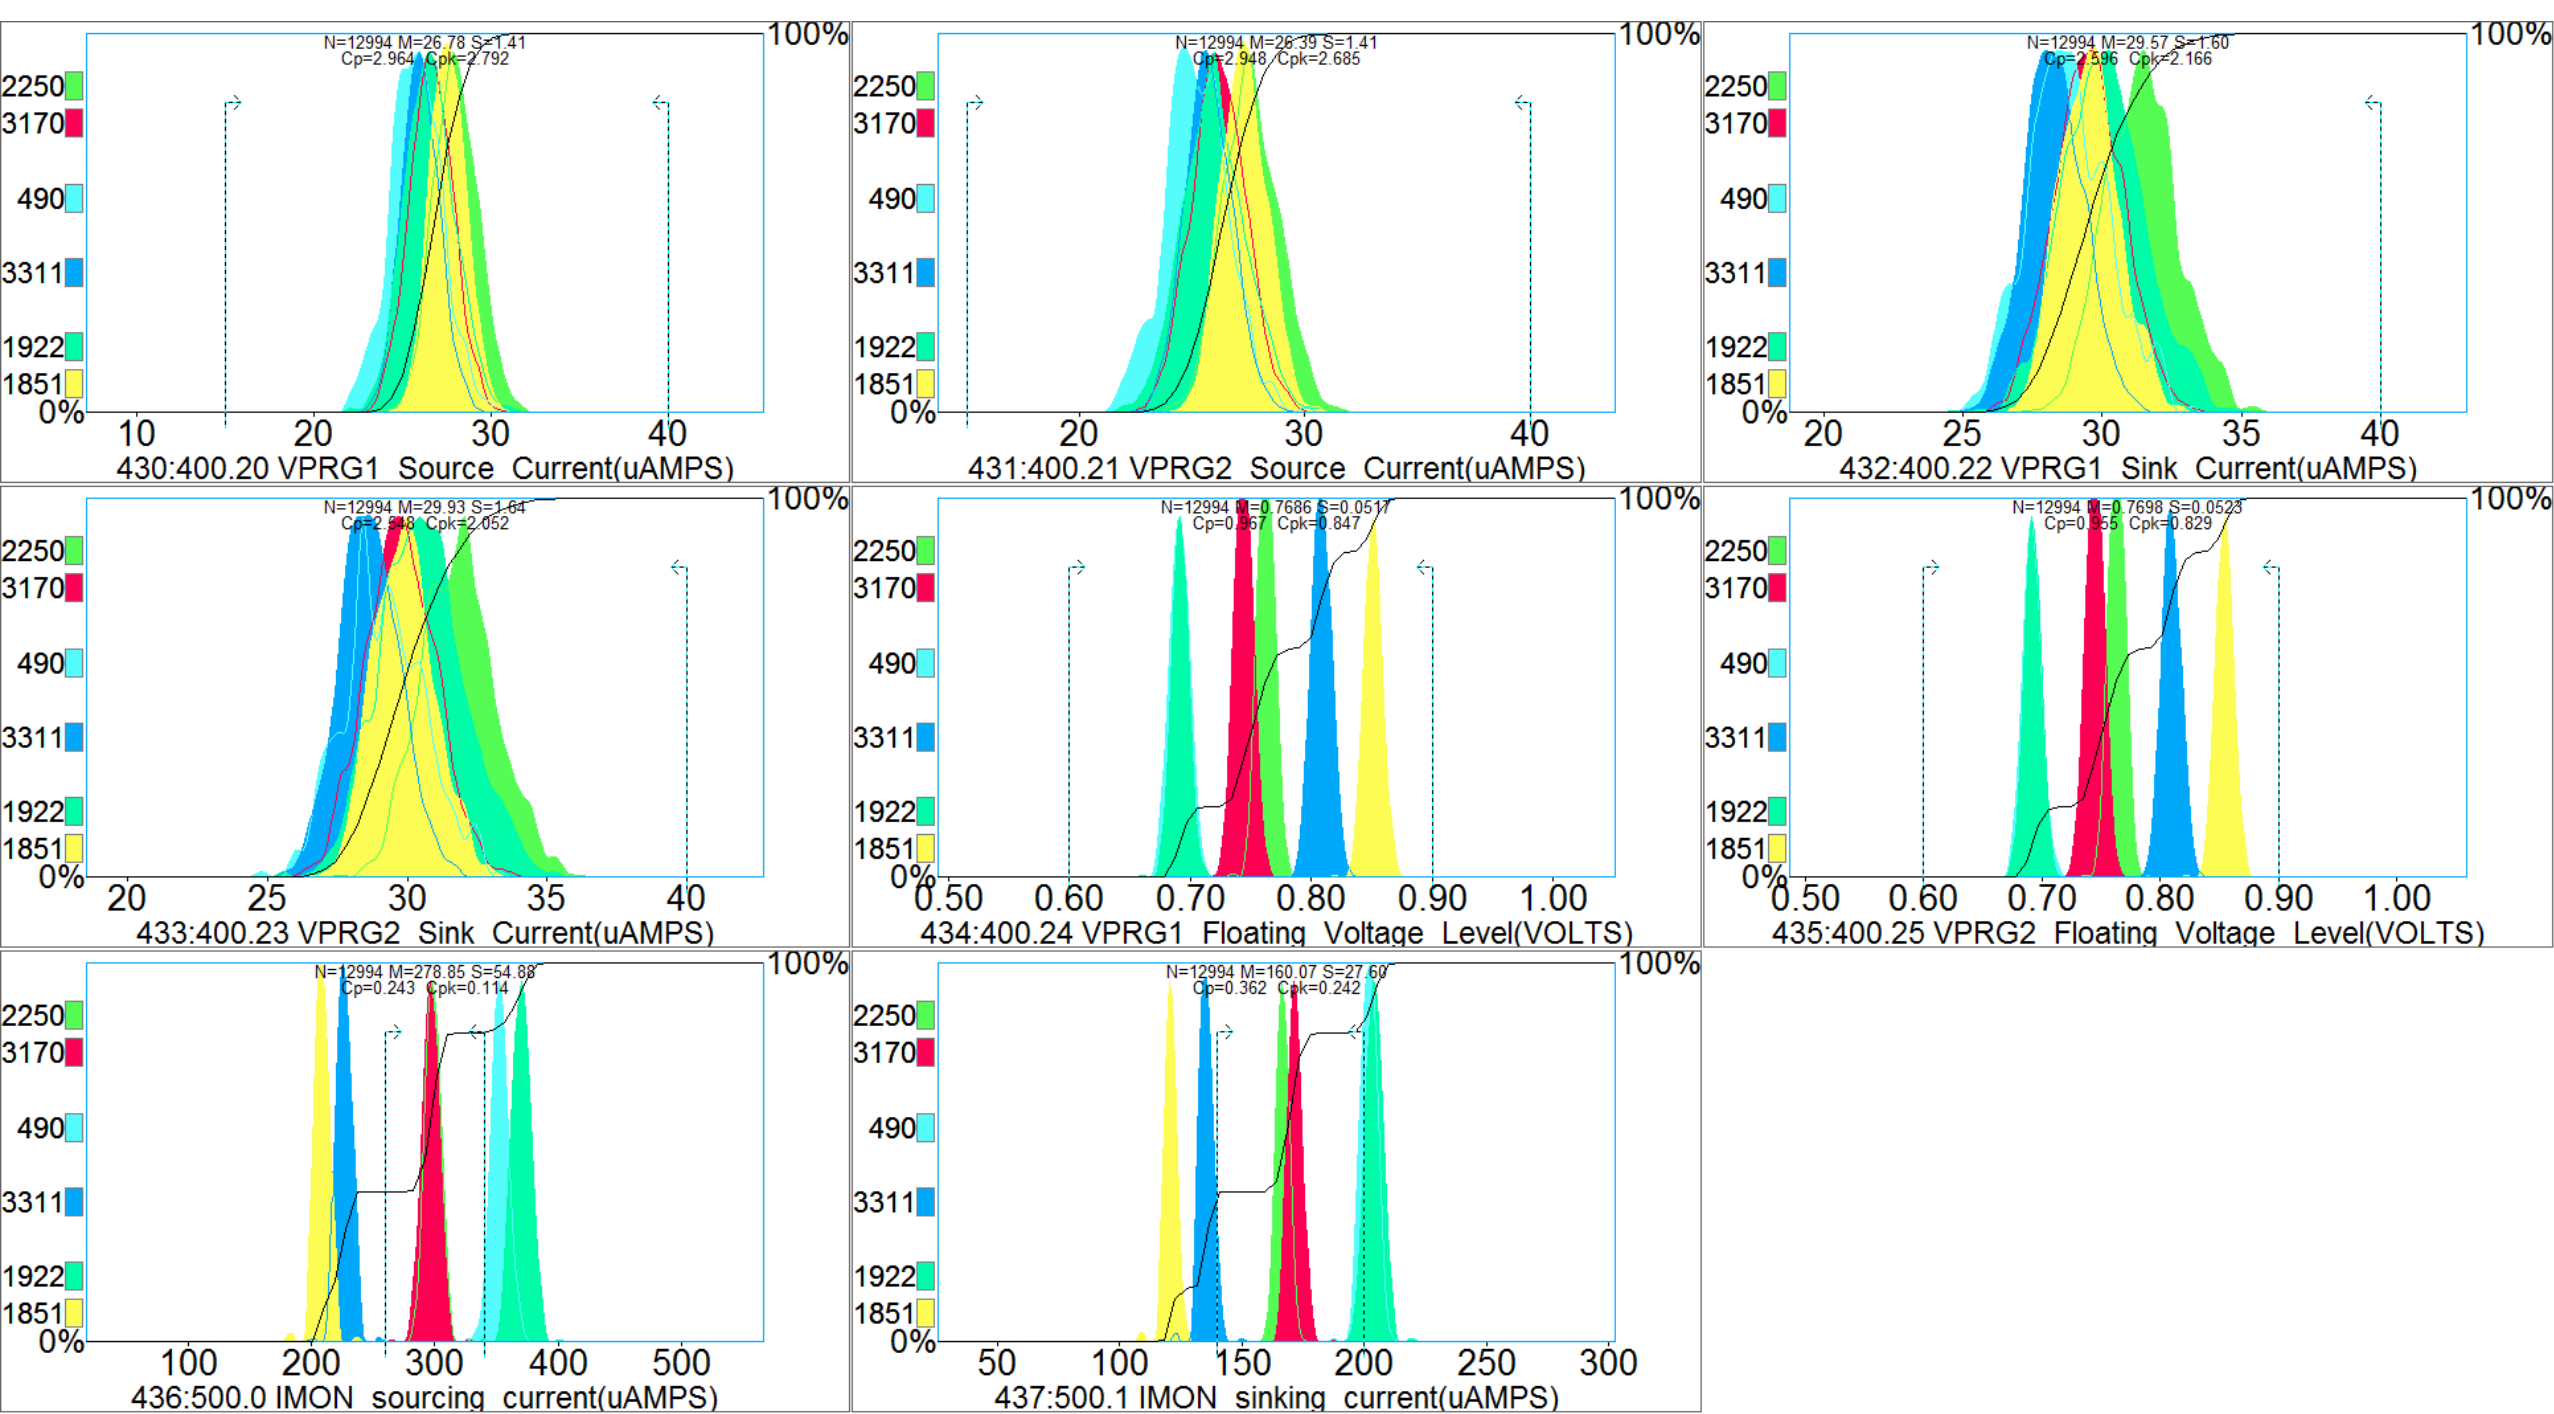 100%
N=12994 M=26.78 S=1.41
Cp=2.964 Cpk=2.792
2250
3170
490
3311
1922
1851
0%
10 20 30 40
430:400.20 VPRG1 Source Current(uAMPS)
100%
N=12994 M=26.39 S=1.41
Cp=2.948 Cpk=2.685
2250
3170
490
3311
1922
1851
0%
20 30 40
431:400.21 VPRG2 Source Current(uAMPS)
100%
N=12994 M=29.57 S=1.60
Cp=2.596 Cpk=2.166
2250
3170
490
3311
1922
1851
0%
20 25 30 35 40
432:400.22 VPRG1 Sink Current(uAMPS)
100%
N=12994 M=29.93 S=1.64
Cp=2.548 Cpk=2.052
2250
3170
490
3311
1922
1851
0%
20 25 30 35 40
433:400.23 VPRG2 Sink Current(uAMPS)
100%
N=12994 M=0.7686 S=0.0517
Cp=0.967 Cpk=0.847
2250
3170
490
3311
1922
1851
0%
0.50 0.60 0.70 0.80 0.90 1.00
434:400.24 VPRG1 Floating Voltage Level(VOLTS)
100%
N=12994 M=0.7698 S=0.0523
Cp=0.955 Cpk=0.829
2250
3170
490
3311
1922
1851
0%
0.50 0.60 0.70 0.80 0.90 1.00
435:400.25 VPRG2 Floating Voltage Level(VOLTS)
100%
N=12994 M=278.85 S=54.88
Cp=0.243 Cpk=0.114
2250
3170
490
3311
1922
1851
0%
100 200 300 400 500
436:500.0 IMON sourcing current(uAMPS)
100%
N=12994 M=160.07 S=27.60
Cp=0.362 Cpk=0.242
2250
3170
490
3311
1922
1851
0%
50 100 150 200 250 300
437:500.1 IMON sinking current(uAMPS)